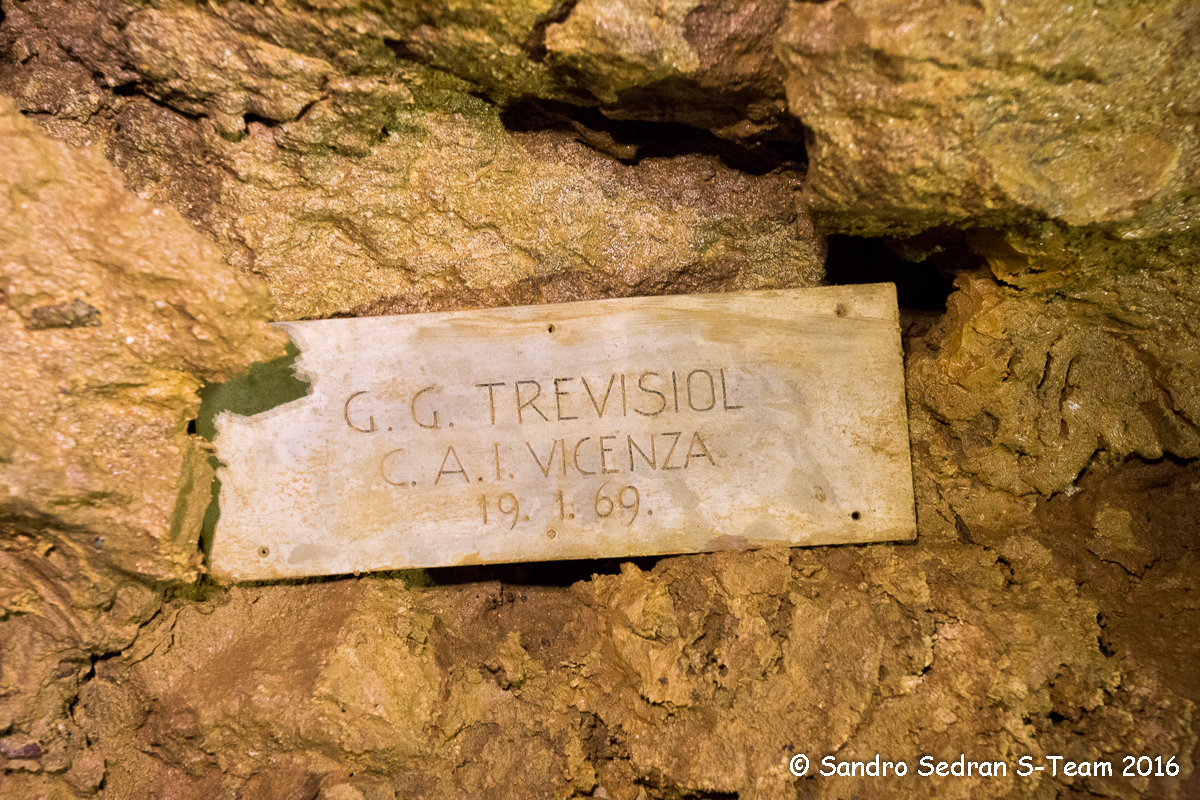 G. G. TREVISIOL
C. A. I. VICENZA
19. 1. 69.
© Sandro Sedran S-Team 2016